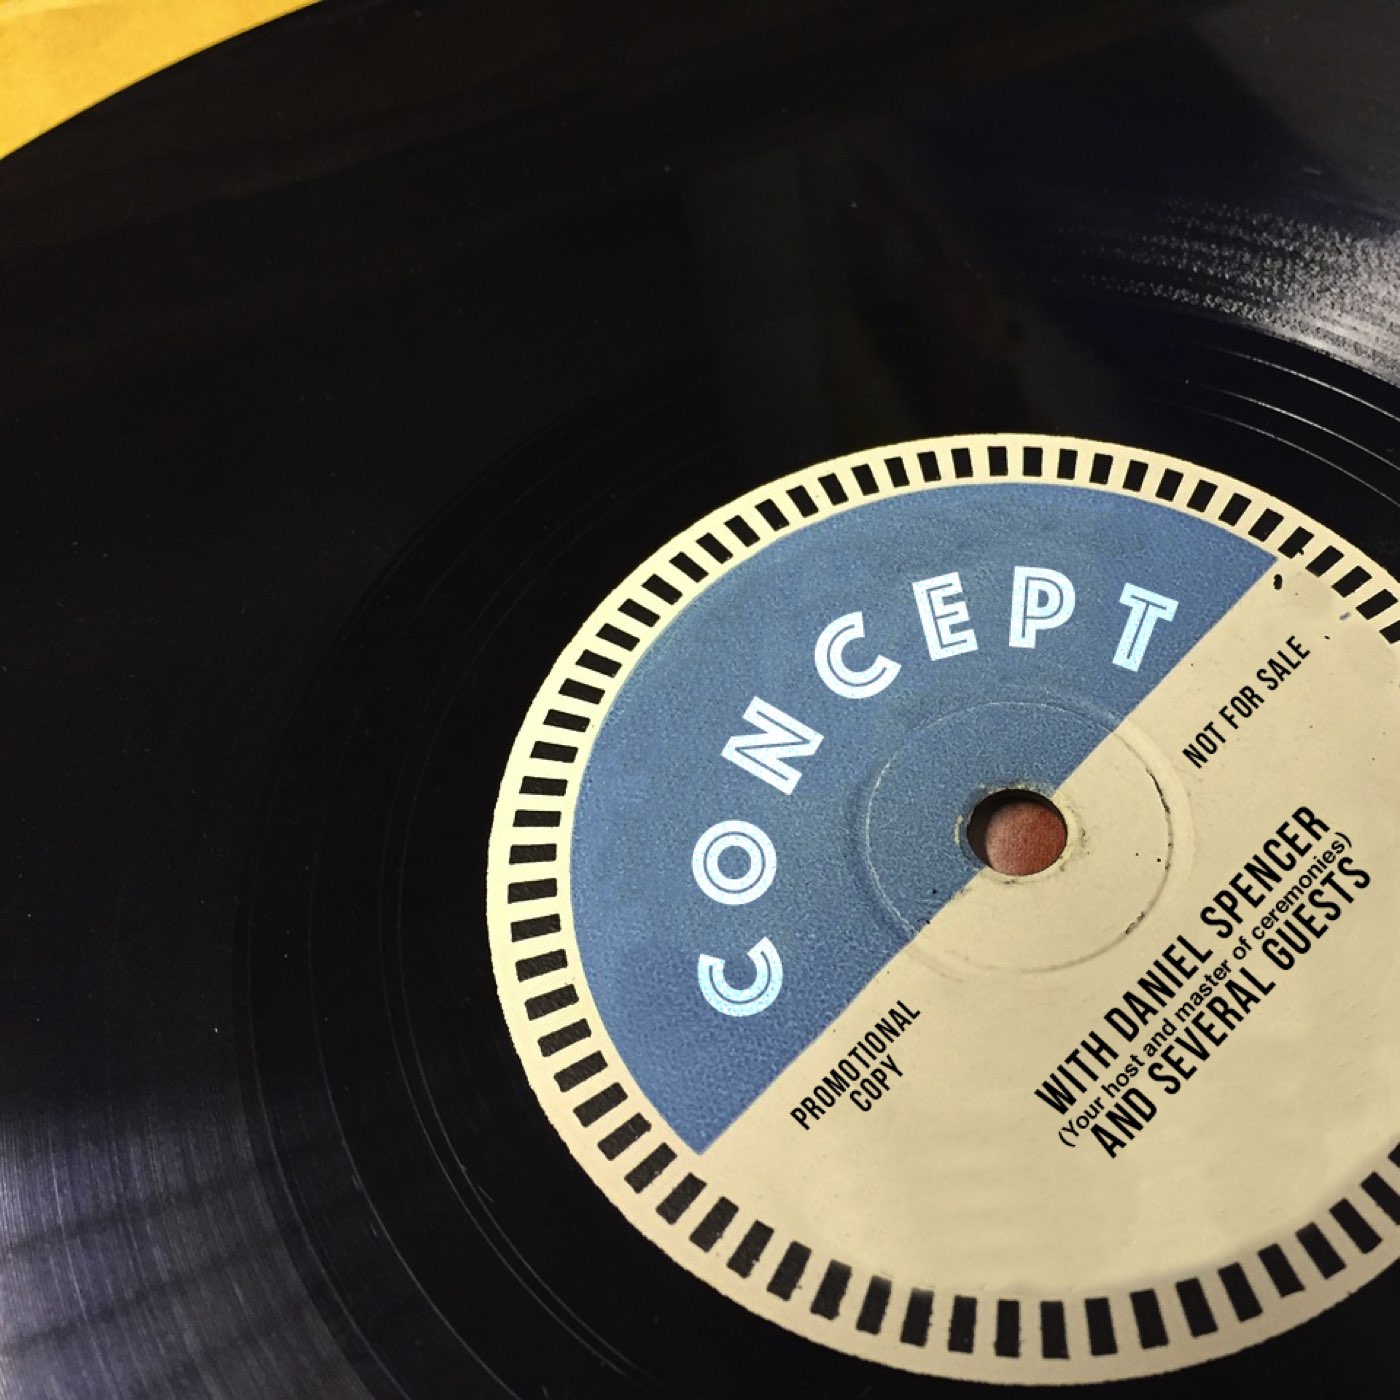 CONCEPT
NOT FOR SALE
PROMOTIONAL
COPY
WITH DANIEL SPENCER
(Your host and master of ceremonies)
AND SEVERAL GUESTS